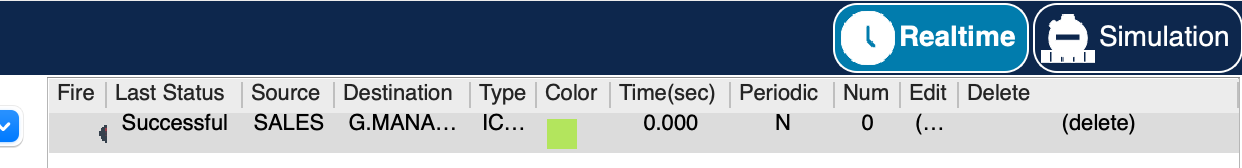 Realtime Simulation
Fire Last Status Source Destination Type Color Time(sec) Periodic Num Edit Delete
Successful SALES G.MANA... IC... 0.000 N 0 (... (delete)